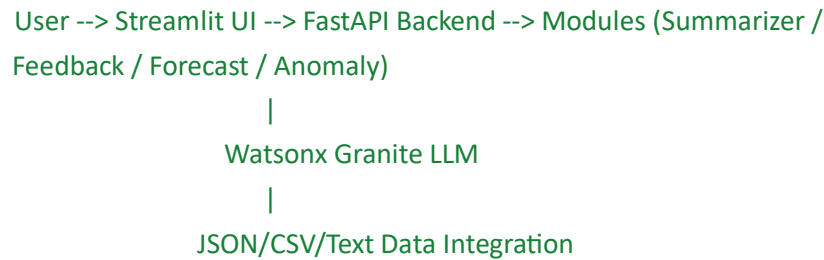 User --> Streamlit UI --> FastAPI Backend --> Modules (Summarizer /
Feedback / Forecast / Anomaly)
|
Watsonx Granite LLM
|
JSON/CSV/Text Data Integration